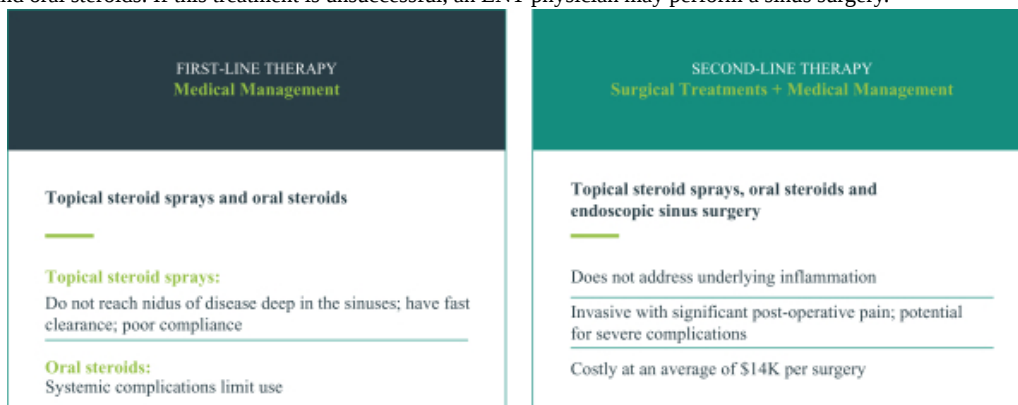 and oral steroids. If this treatment is unsuccessful, an ENT physician may perform a sinus surgery.
FIRST-LINE THERAPY
Medical Management
Topical steroid sprays and oral steroids
Topical steroid sprays:
Do not reach nidus of disease deep in the sinuses; have fast
clearance; poor compliance
Oral steroids:
Systemic complications limit use
SECOND-LINE THERAPY
Surgical Treatments + Medical Management
Topical steroid sprays, oral steroids and
endoscopic sinus surgery
Does not address underlying inflammation
Invasive with significant post-operative pain; potential
for severe complications
Costly at an average of $14K per surgery